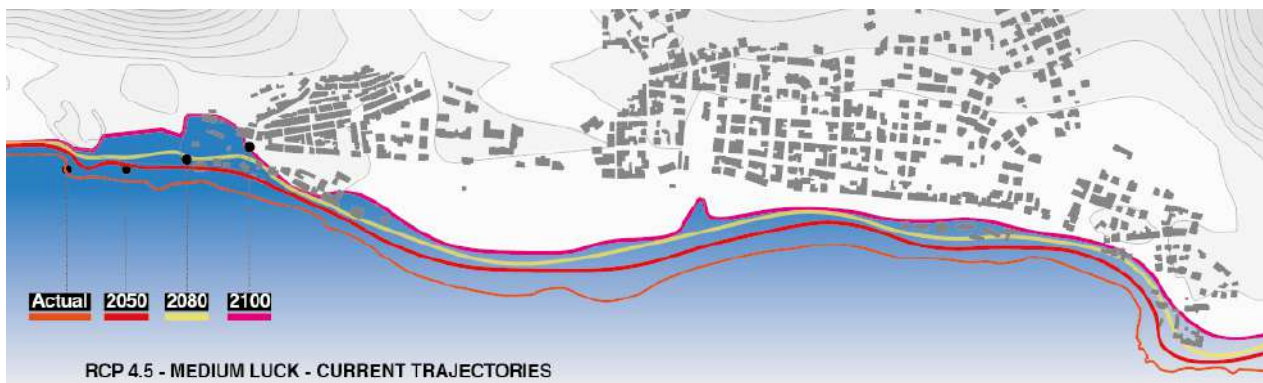 Actual 2050 2080 2100
RCP 4.5 - MEDIUM LUCK - CURRENT TRAJECTORIES